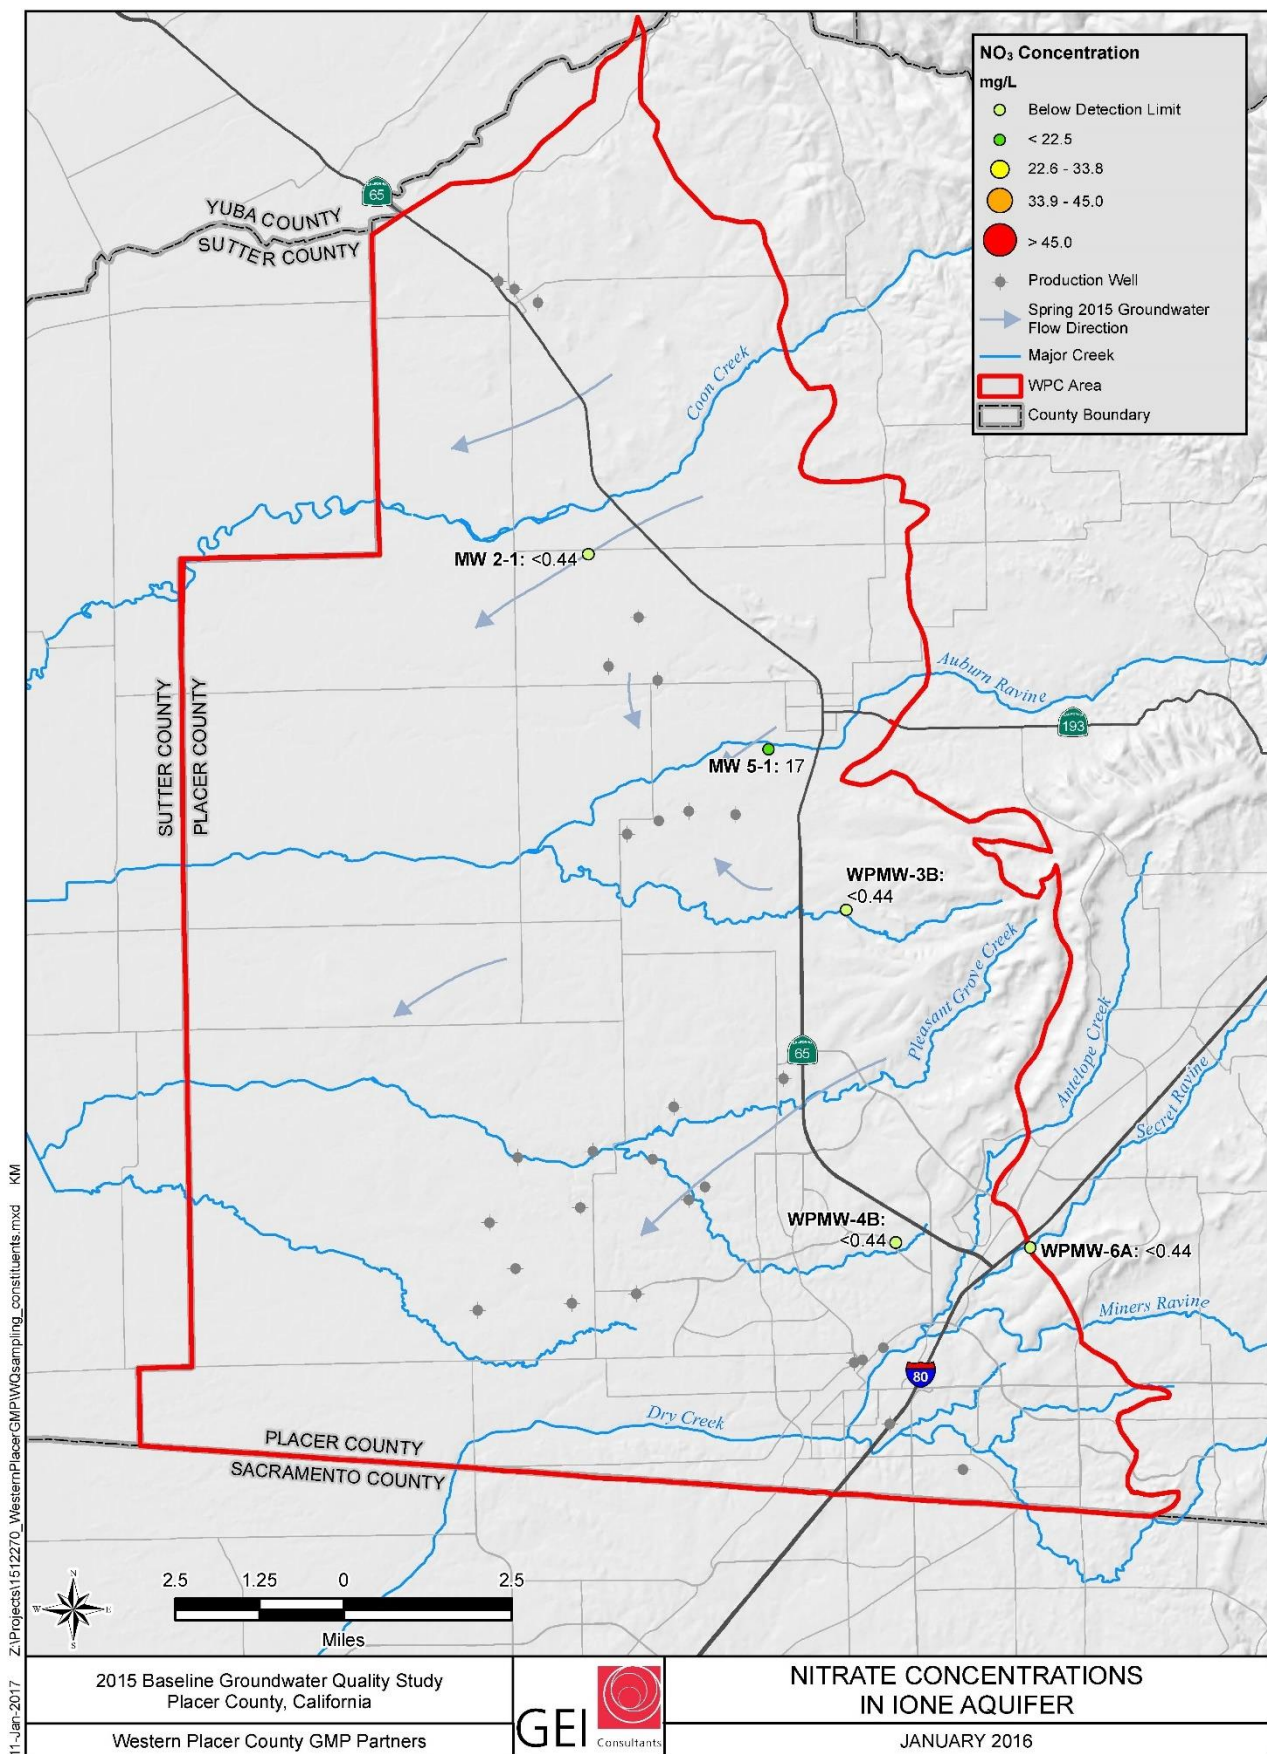 NO₃ Concentration
mg/L
Below Detection Limit
< 22.5
22.6 - 33.8
33.9 - 45.0
> 45.0
Production Well
Spring 2015 Groundwater
Flow Direction
Major Creek
WPC Area
County Boundary
65
YUBA COUNTY
SUTTER COUNTY
Coon Creek
MW 2-1: <0.44
Auburn Ravine
193
SUTTER COUNTY
PLACER COUNTY
MW 5-1: 17
WPMW-3B:
<0.44
Pleasant Grove Creek
Antelope Creek
Secret Ravine
65
WPMW-4B:
<0.44
WPMW-6A: <0.44
Miners Ravine
80
Dry Creek
PLACER COUNTY
SACRAMENTO COUNTY
N
W E
S
2.5 1.25 0 2.5
Miles
11-Jan-2017 Z:\Projects\1512270_WesternPlacerGMP\WQsampling_constituents.mxd KM
2015 Baseline Groundwater Quality Study
Placer County, California
Western Placer County GMP Partners
GEI Consultants
NITRATE CONCENTRATIONS
IN IONE AQUIFER
JANUARY 2016